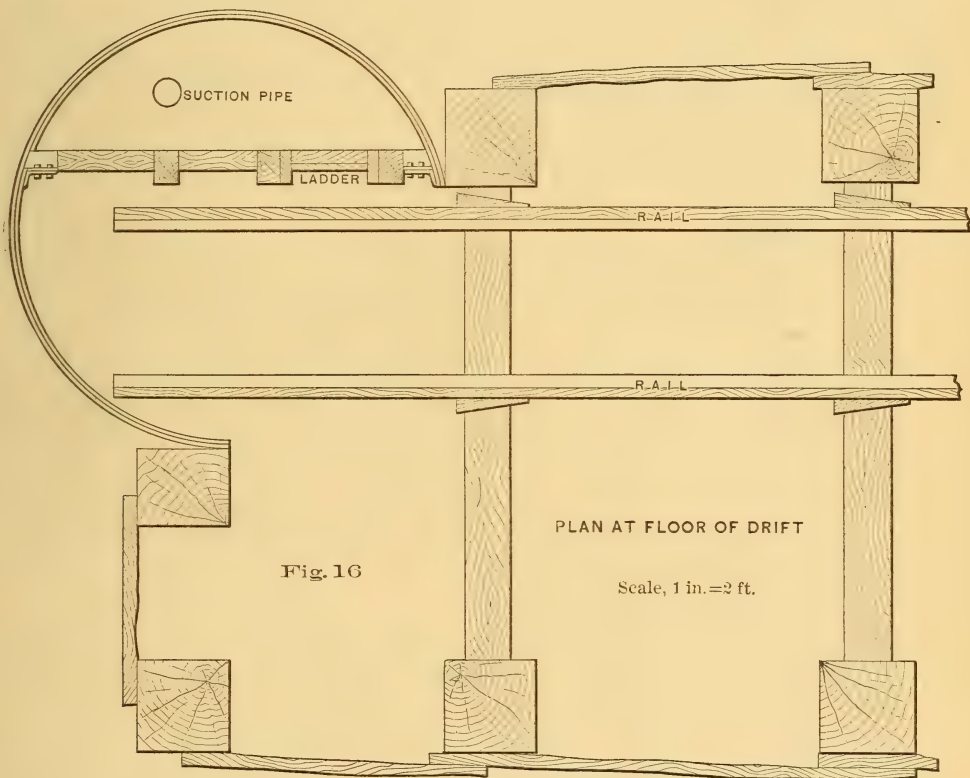 SUCTION PIPE
LADDER
RAIL
RAIL
PLAN AT FLOOR OF DRIFT
Fig. 16
Scale, 1 in.=2 ft.